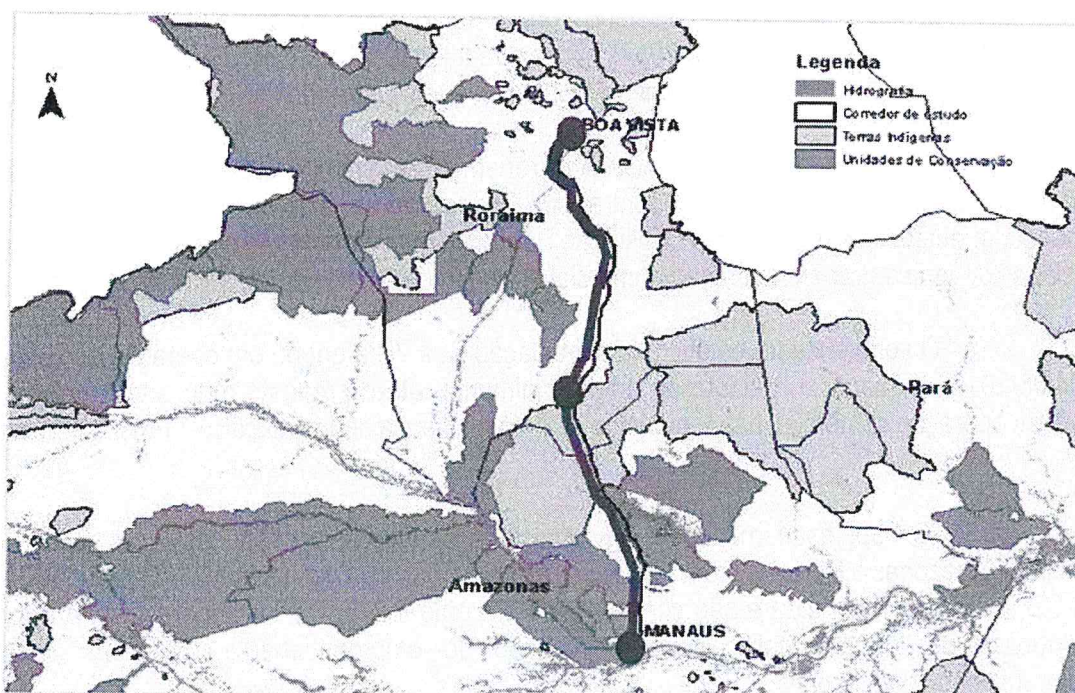 N
Legenda
Hidrografia
Corredor de estudo
Terras Indígenas
Unidades de Conservação
BOA VISTA
Roraima
Pará
Amazonas
MANAUS